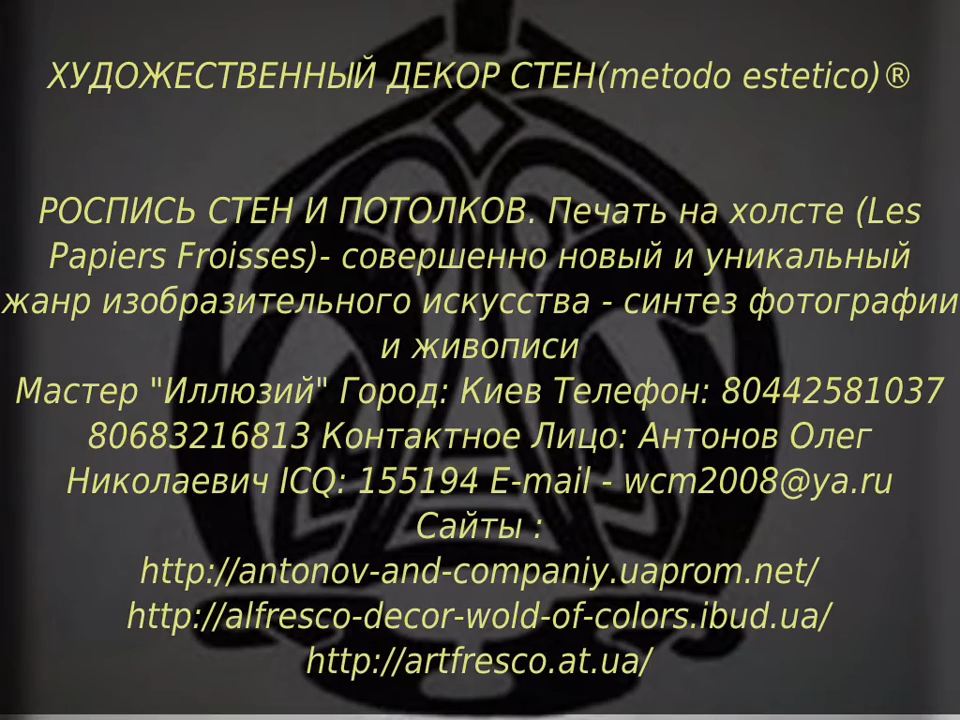 ХУДОЖЕСТВЕННЫЙ ДЕКОР СТЕН(metodo estetico)®
РОСПИСЬ СТЕН И ПОТОЛКОВ. Печать на холсте (Les
Papiers Froisses)- совершенно новый и уникальный
жанр изобразительного искусства - синтез фотографии
и живописи
Мастер "Иллюзий" Город: Киев Телефон: 80442581037
80683216813 Контактное Лицо: Антонов Олег
Николаевич ICQ: 155194 E-mail - wcm2008@ya.ru
Сайты :
http://antonov-and-companiy.uaprom.net/
http://alfresco-decor-wold-of-colors.ibud.ua/
http://artfresco.at.ua/